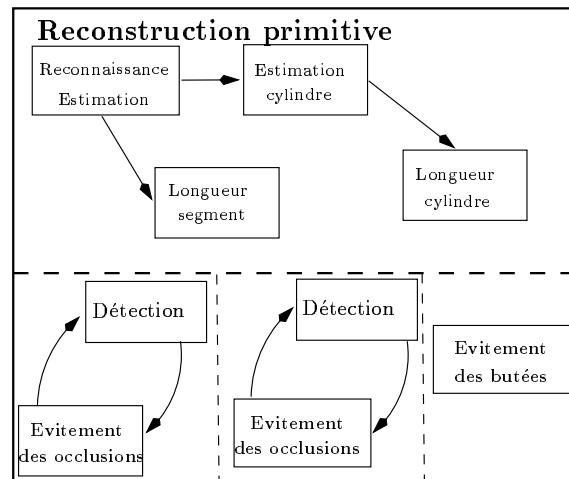 Reconstruction primitive
Reconnaissance
Estimation
Estimation
cylindre
Longueur
segment
Longueur
cylindre
Détection
Evitement
des occlusions
Détection
Evitement
des occlusions
Evitement
des butées